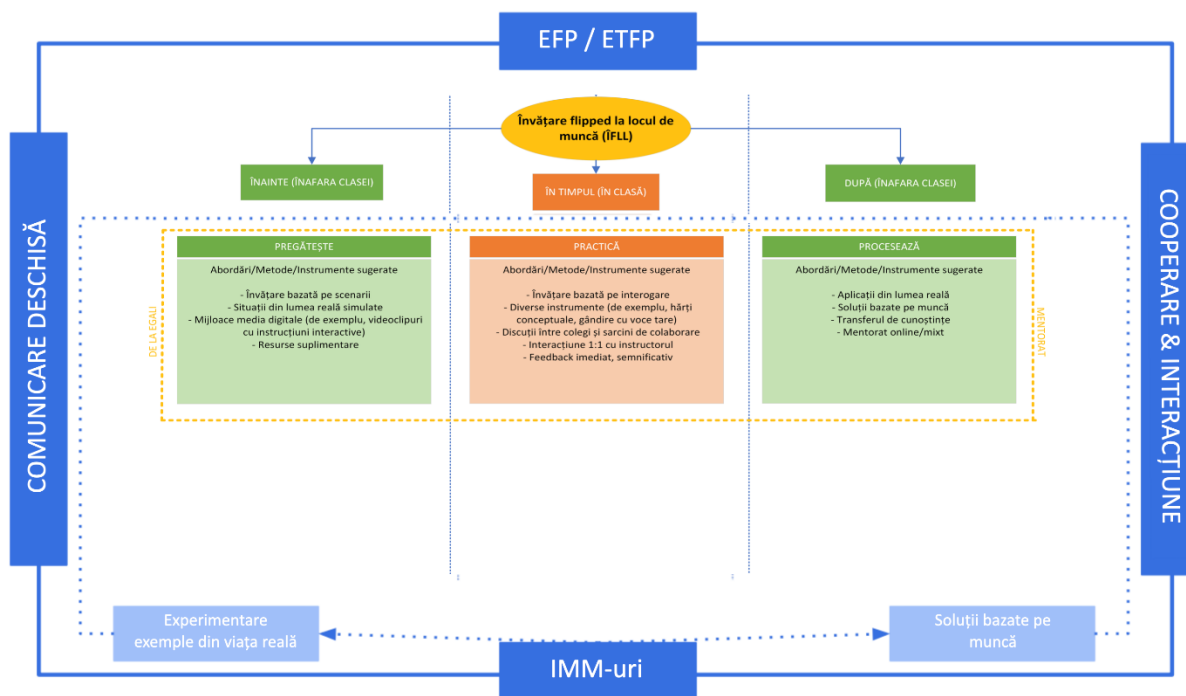 EFP / ETFP
Învățare flipped la locul de
muncă (ÎFLL)
ÎNAINTE (ÎNAFARA CLASEI)
ÎN TIMPUL (ÎN CLASĂ)
DUPĂ (ÎNAFARA CLASEI)
COMUNICARE DESCHISĂ
DE LA EGALI
PREGĂTEȘTE
Abordări/Metode/Instrumente sugerate
- Învățare bazată pe scenarii
- Situații din lumea reală simulate
- Mijloace media digitale (de exemplu, videoclipuri
cu instrucțiuni interactive)
- Resurse suplimentare
PRACTICĂ
Abordări/Metode/Instrumente sugerate
- Învățare bazată pe interogare
- Diverse instrumente (de exemplu, hărți
conceptuale, gândire cu voce tare)
- Discuții între colegi și sarcini de colaborare
- Interacțiune 1:1 cu instructorul
- Feedback imediat, semnificativ
PROCESEAZĂ
Abordări/Metode/Instrumente sugerate
- Aplicații din lumea reală
- Soluții bazate pe muncă
- Transferul de cunoștințe
- Mentorat online/mixt
MENTORAT
COOPERARE & INTERACȚIUNE
Experimentare
exemple din viața reală
Soluții bazate pe
muncă
IMM-uri